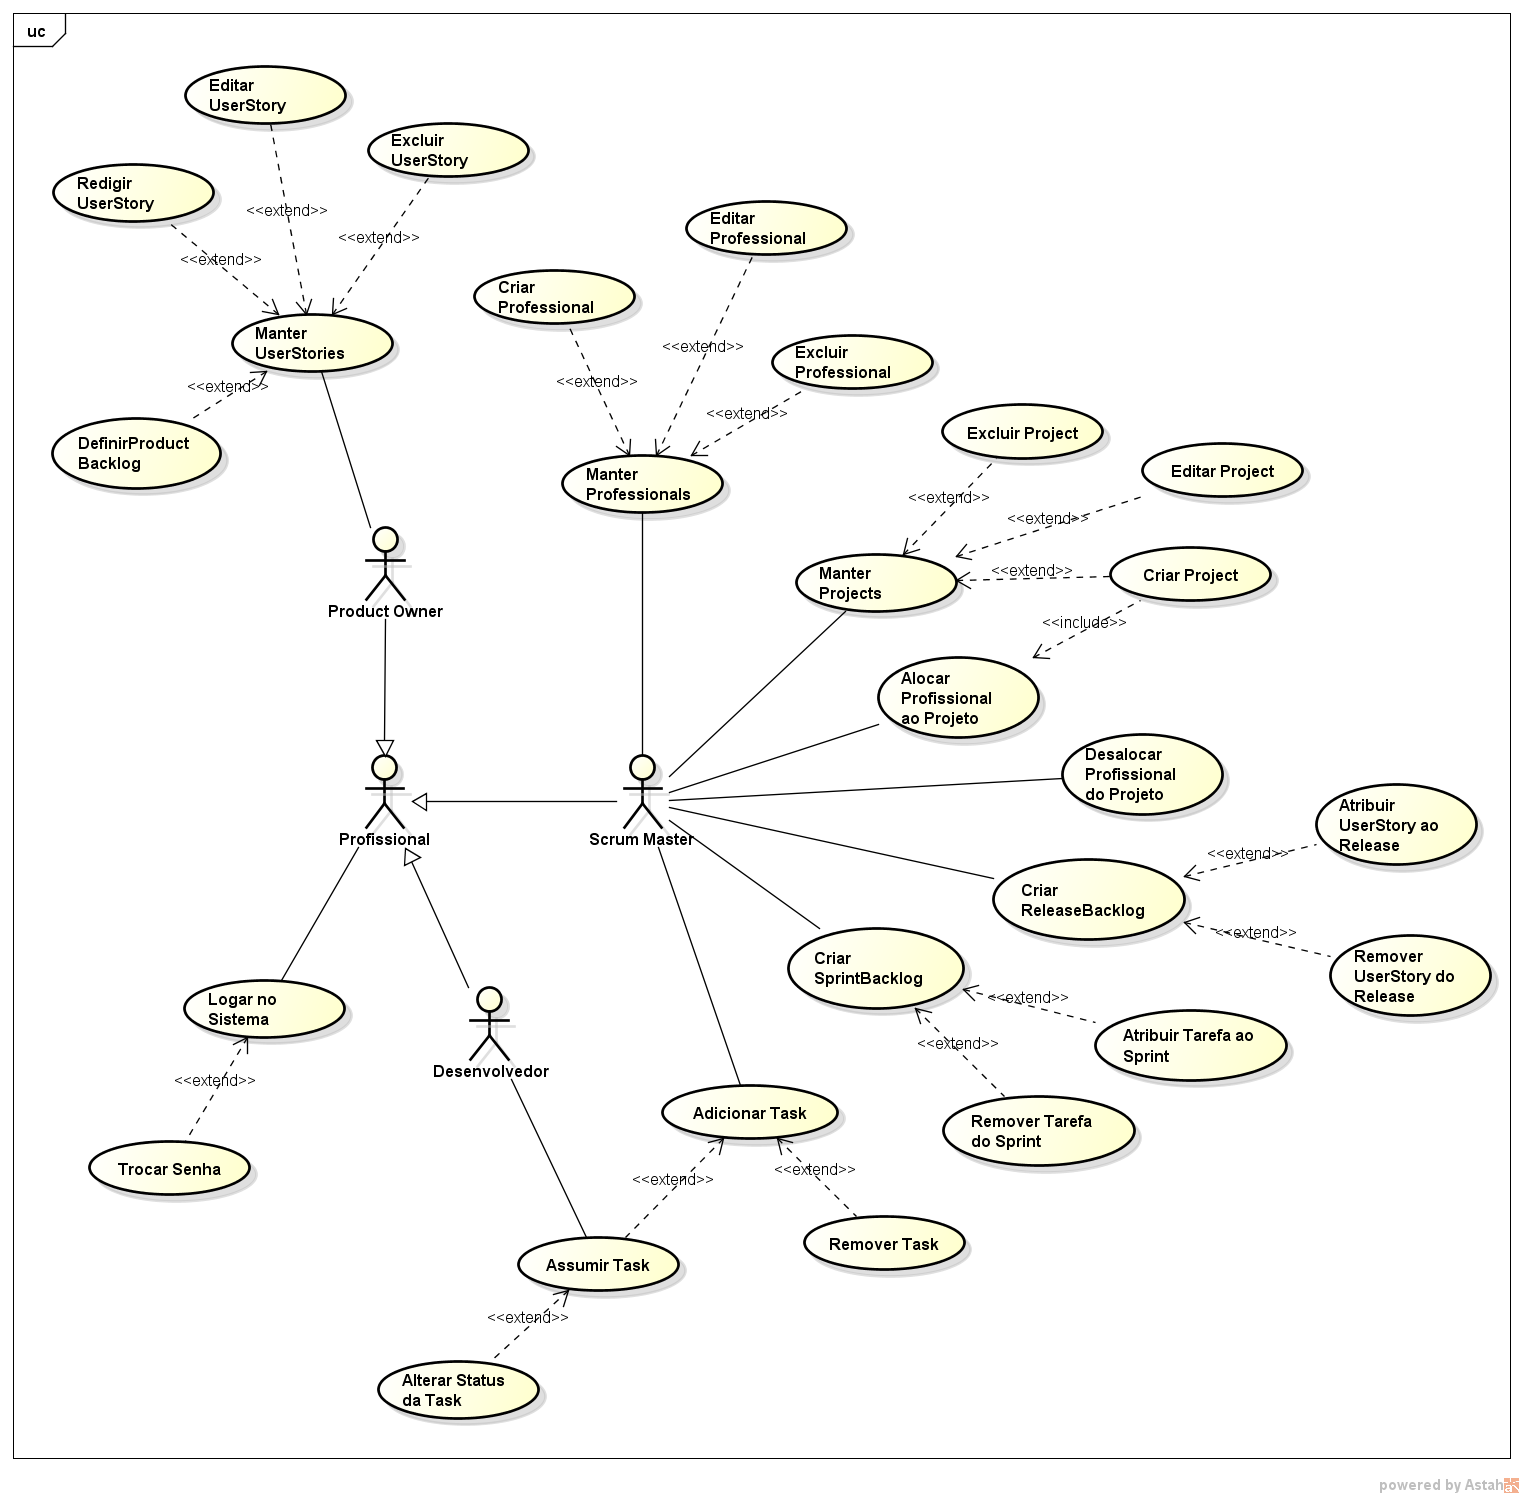 uc
Editar
UserStory
Excluir
UserStory
Redigir
UserStory
<<extend>>
<<extend>>
<<extend>>
Manter
UserStories
<<extend>>
DefinirProduct
Backlog
Editar
Professional
Criar
Professional
Excluir
Professional
<<extend>>
<<extend>>
<<extend>>
Manter
Professionals
Excluir Project
Editar Project
<<extend>>
<<extend>>
<<extend>>
Manter
Projects
Criar Project
<<include>>
Product Owner
Alocar
Profissional
ao Projeto
Desalocar
Profissional
do Projeto
Profissional
Scrum Master
Atribuir
UserStory ao
Release
<<extend>>
Criar
ReleaseBacklog
<<extend>>
Remover
UserStory do
Release
Criar
SprintBacklog
<<extend>>
<<extend>>
Atribuir Tarefa ao
Sprint
Remover Tarefa
do Sprint
Logar no
Sistema
<<extend>>
Trocar Senha
Desenvolvedor
Adicionar Task
<<extend>>
<<extend>>
Remover Task
Assumir Task
<<extend>>
Alterar Status
da Task
powered by Astah